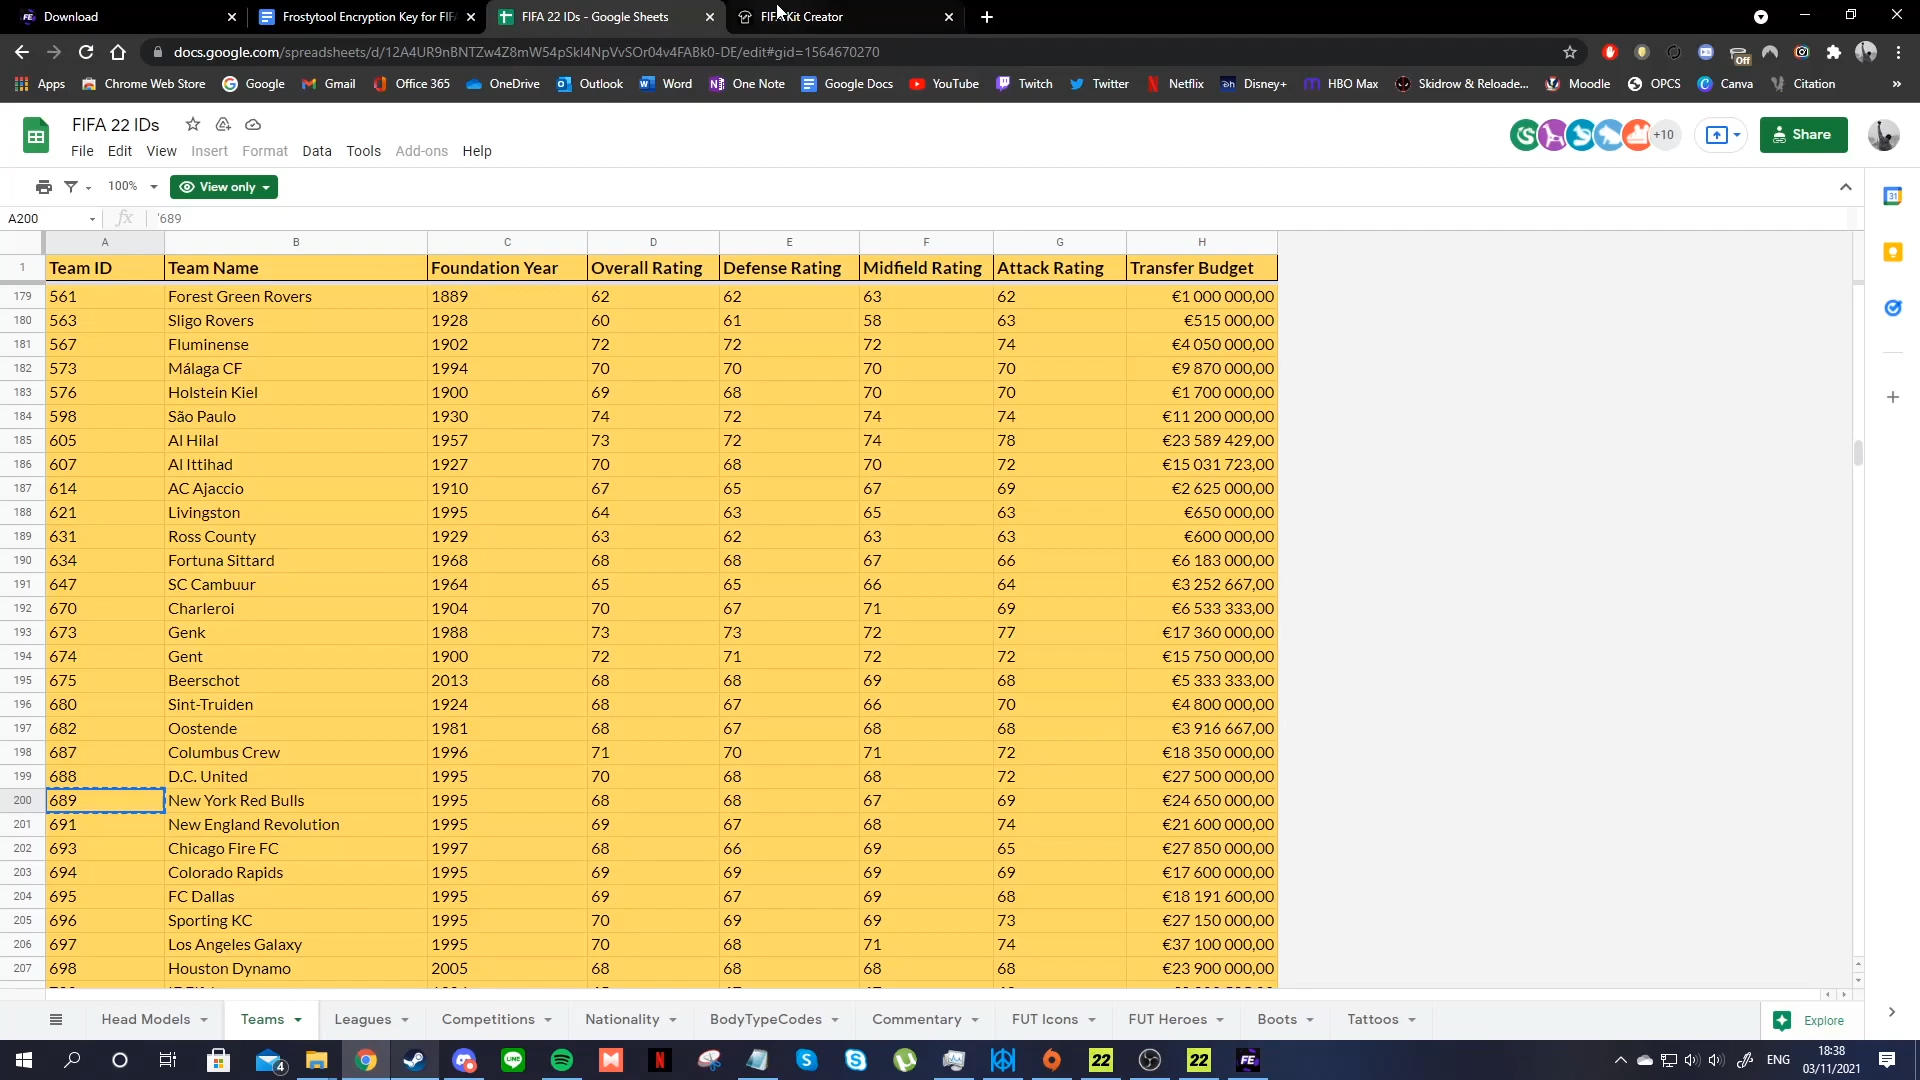 Download
Frostytool Encryption Key for FIF
FIFA 22 IDs - Google Sheets
FIFA Kit Creator
docs.google.com/spreadsheets/d/12A4UR9nBNTZw4Z8mW54pSkI4NpVvSOr04v4FABk0-DE/edit#gid=1564670270
Off
Apps Chrome Web Store Google Gmail Office 365 OneDrive Outlook Word One Note Google Docs YouTube Twitch Twitter Netflix Disney+ HBO Max Skidrow & Reloade... Moodle OPCS Canva Citation »
FIFA 22 IDs
+10
Share
File Edit View Insert Format Data Tools Add-ons Help
100% View only
A200 fx '689
A B C D E F G H
1 Team ID Team Name Foundation Year Overall Rating Defense Rating Midfield Rating Attack Rating Transfer Budget
179 561 Forest Green Rovers 1889 62 62 63 62 €1 000 000,00
180 563 Sligo Rovers 1928 60 61 58 63 €515 000,00
181 567 Fluminense 1902 72 72 72 74 €4 050 000,00
182 573 Málaga CF 1994 70 70 70 70 €9 870 000,00
183 576 Holstein Kiel 1900 69 68 70 70 €1 700 000,00
184 598 São Paulo 1930 74 72 74 74 €11 200 000,00
185 605 Al Hilal 1957 73 72 74 78 €23 589 429,00
186 607 Al Ittihad 1927 70 68 70 72 €15 031 723,00
187 614 AC Ajaccio 1910 67 65 67 69 €2 625 000,00
188 621 Livingston 1995 64 63 65 63 €650 000,00
189 631 Ross County 1929 63 62 63 63 €600 000,00
190 634 Fortuna Sittard 1968 68 68 67 66 €6 183 000,00
191 647 SC Cambuur 1964 65 65 66 64 €3 252 667,00
192 670 Charleroi 1904 70 67 71 69 €6 533 333,00
193 673 Genk 1988 73 73 72 77 €17 360 000,00
194 674 Gent 1900 72 71 72 72 €15 750 000,00
195 675 Beerschot 2013 68 68 69 68 €5 333 333,00
196 680 Sint-Truiden 1924 68 67 66 70 €4 800 000,00
197 682 Oostende 1981 68 67 68 68 €3 916 667,00
198 687 Columbus Crew 1996 71 70 71 72 €18 350 000,00
199 688 D.C. United 1995 70 68 68 72 €27 500 000,00
200 689 New York Red Bulls 1995 68 68 67 69 €24 650 000,00
201 691 New England Revolution 1995 69 67 68 74 €21 600 000,00
202 693 Chicago Fire FC 1997 68 66 69 65 €27 850 000,00
203 694 Colorado Rapids 1995 69 69 69 69 €17 600 000,00
204 695 FC Dallas 1995 69 67 69 68 €18 191 600,00
205 696 Sporting KC 1995 70 69 69 73 €27 150 000,00
206 697 Los Angeles Galaxy 1995 70 68 71 74 €37 100 000,00
207 698 Houston Dynamo 2005 68 68 68 68 €23 900 000,00
Head Models Teams Leagues Competitions Nationality BodyTypeCodes Commentary FUT Icons FUT Heroes Boots Tattoos
Explore
ENG
18:38
03/11/2021